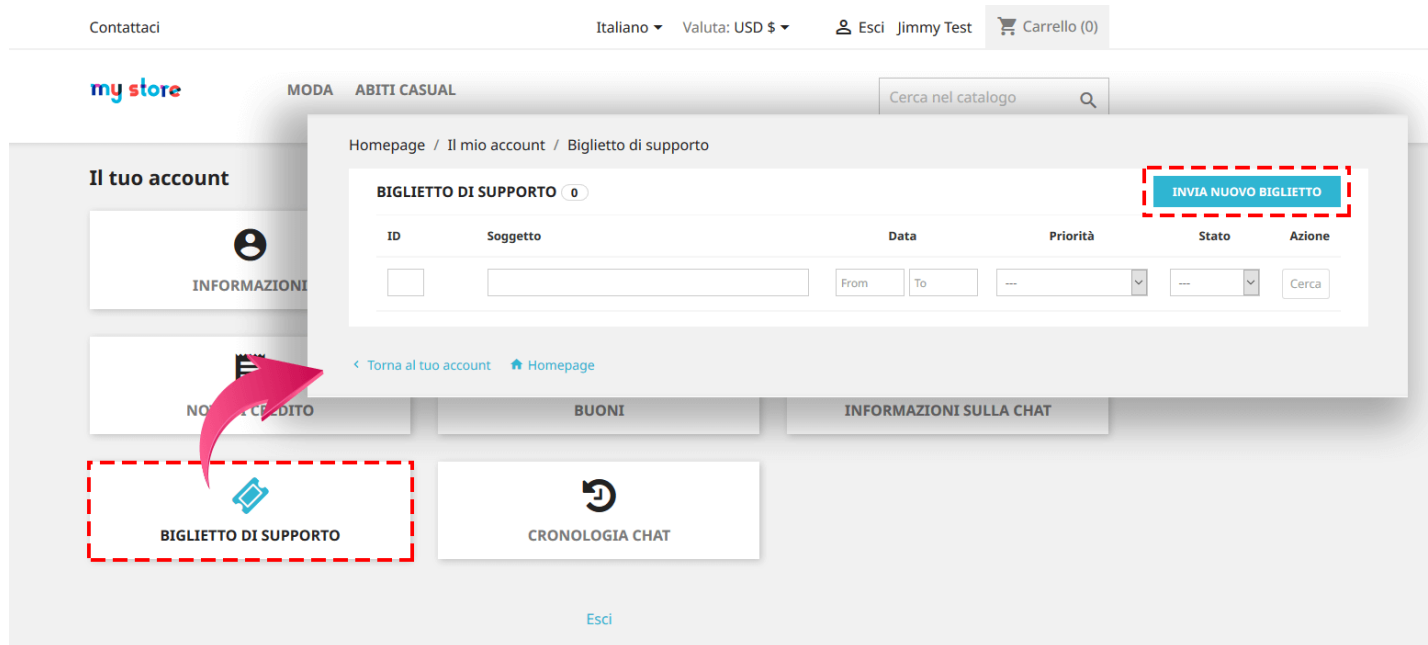 Contattaci
Italiano Valuta: USD $ Esci Jimmy Test Carrello (0)
my store
MODA ABITI CASUAL
Cerca nel catalogo
Il tuo account
INFORMAZIONI
Homepage / Il mio account / Biglietto di supporto
BIGLIETTO DI SUPPORTO 0
INVIA NUOVO BIGLIETTO
ID Soggetto Data Priorità Stato Azione
From To --- --- Cerca
Torna al tuo account Homepage
CREDITO
BUONI
INFORMAZIONI SULLA CHAT
BIGLIETTO DI SUPPORTO
CRONOLOGIA CHAT
Esci